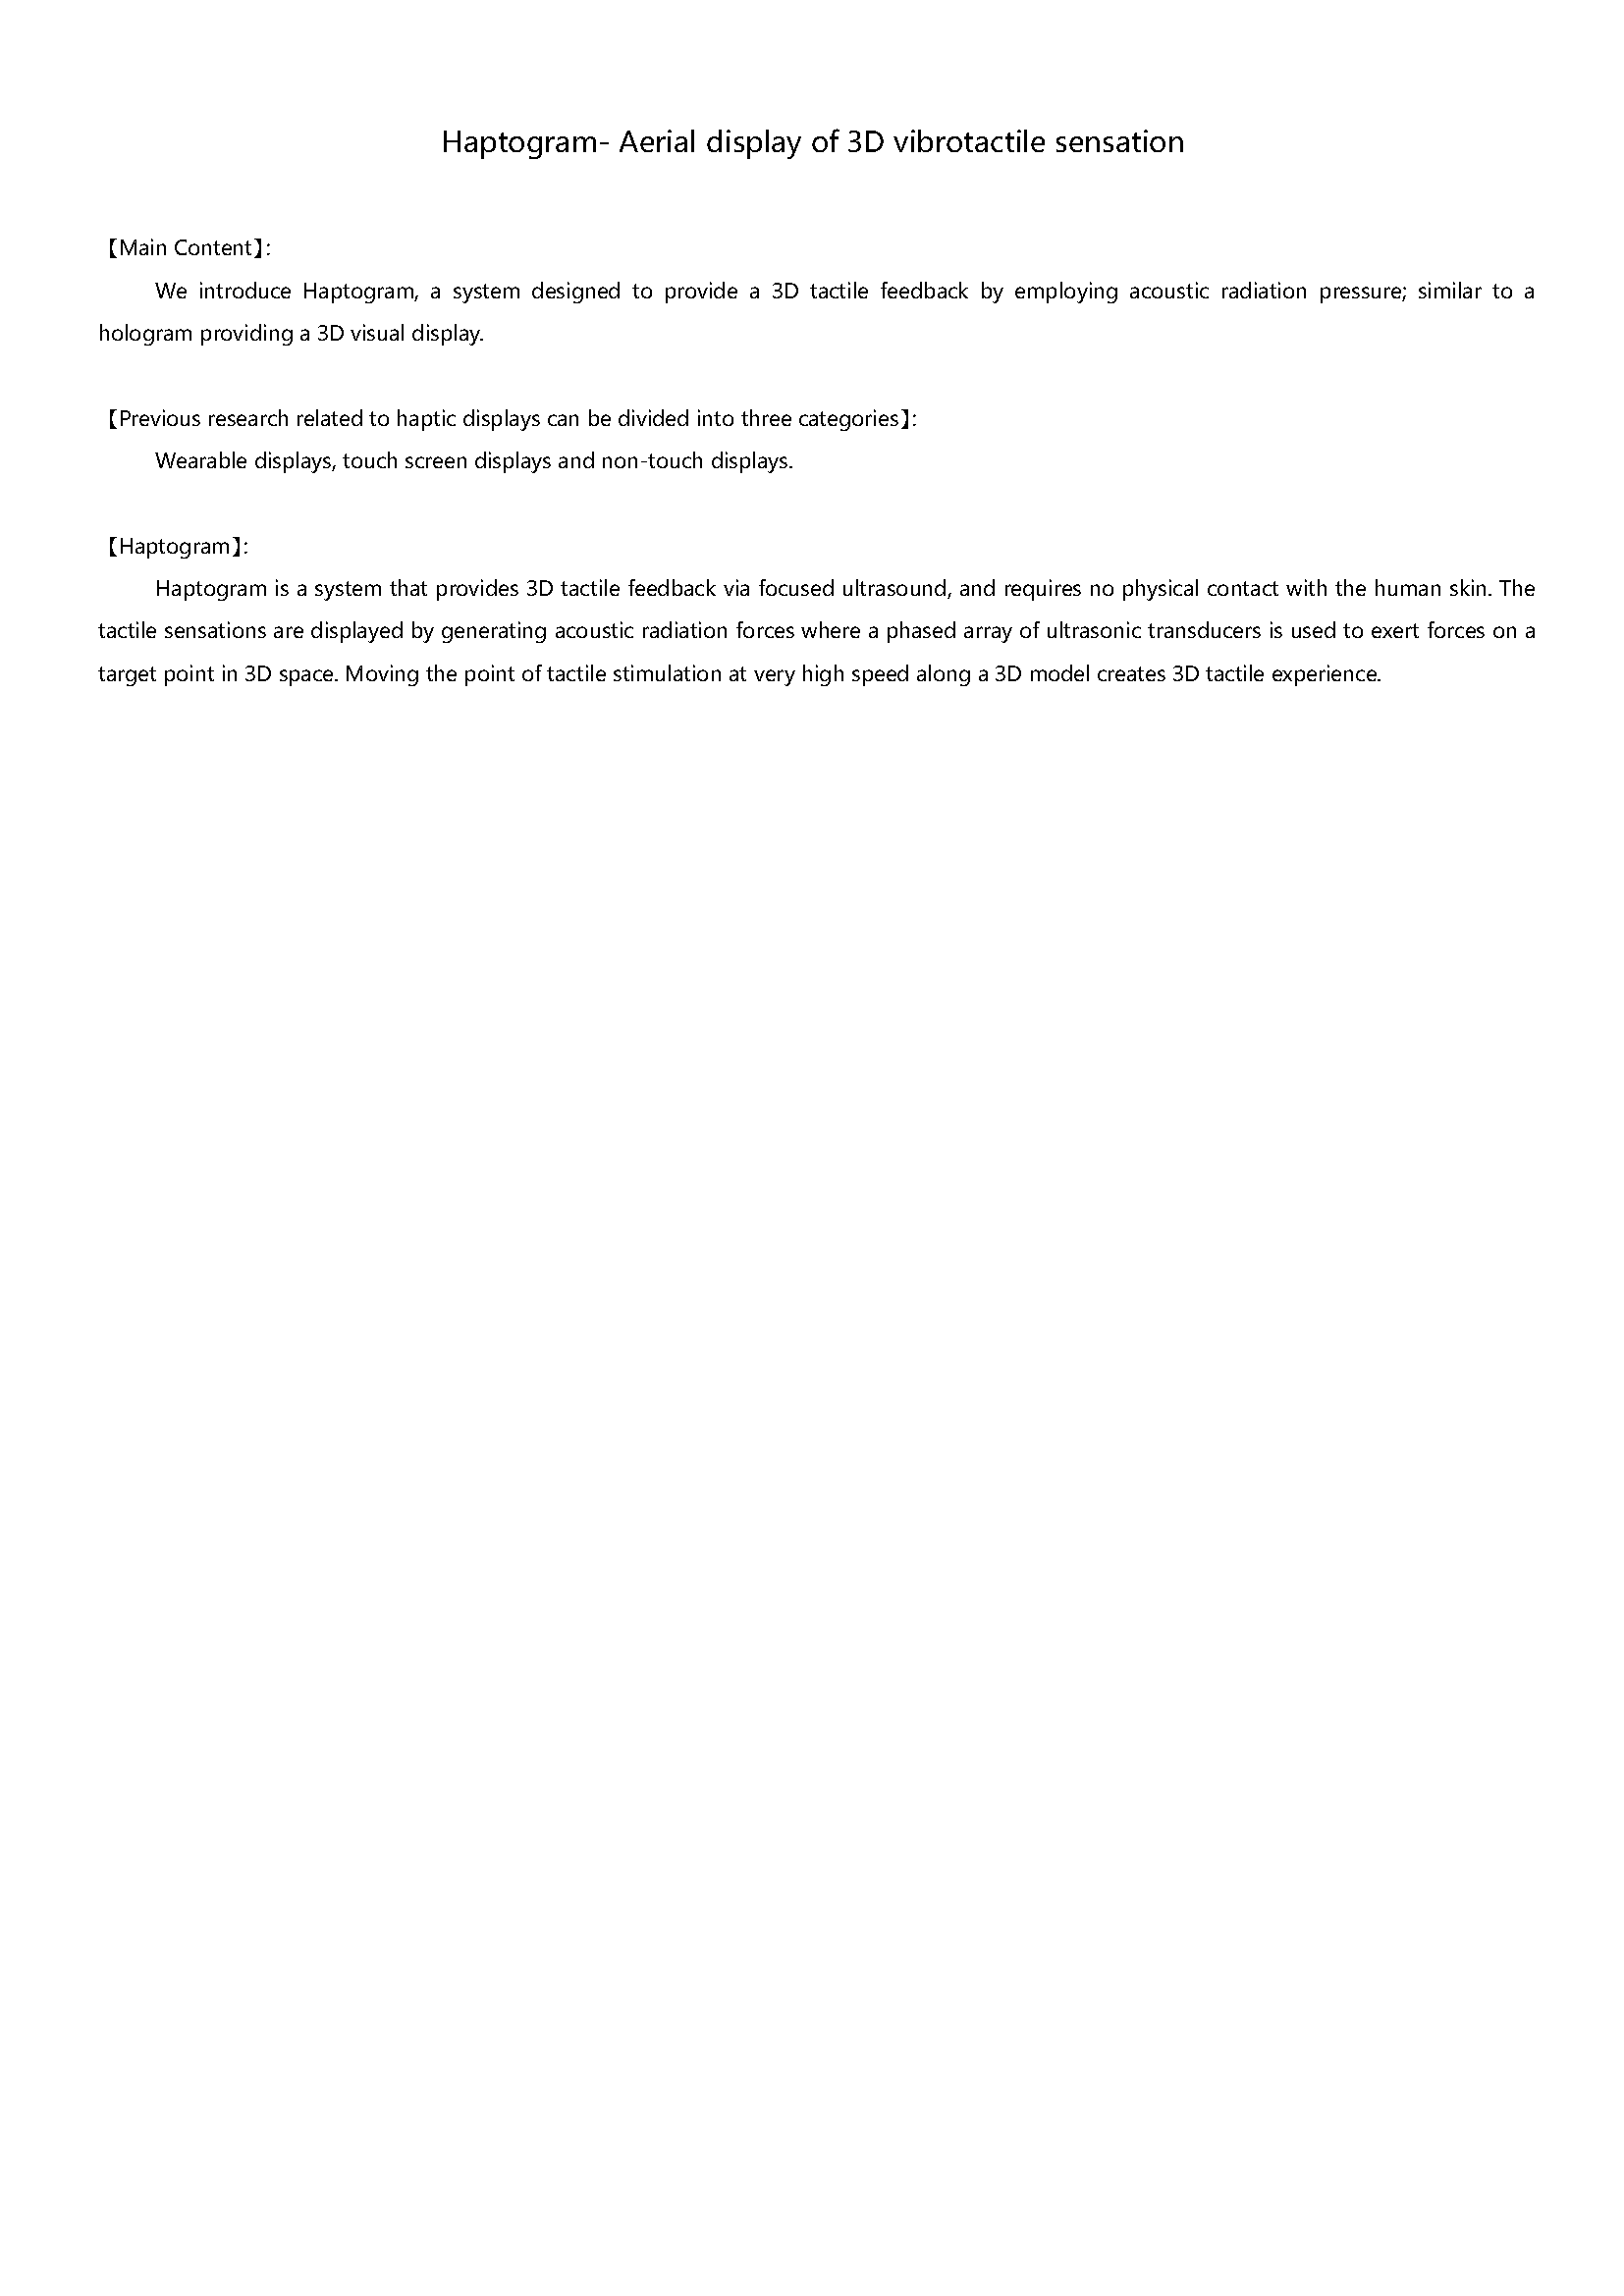 Haptogram- Aerial display of 3D vibrotactile sensation
【Main Content】:
We introduce Haptogram, a system designed to provide a 3D tactile feedback by employing acoustic radiation pressure; similar to a
hologram providing a 3D visual display.
【Previous research related to haptic displays can be divided into three categories】:
Wearable displays, touch screen displays and non-touch displays.
【Haptogram】:
Haptogram is a system that provides 3D tactile feedback via focused ultrasound, and requires no physical contact with the human skin. The
tactile sensations are displayed by generating acoustic radiation forces where a phased array of ultrasonic transducers is used to exert forces on a
target point in 3D space. Moving the point of tactile stimulation at very high speed along a 3D model creates 3D tactile experience.